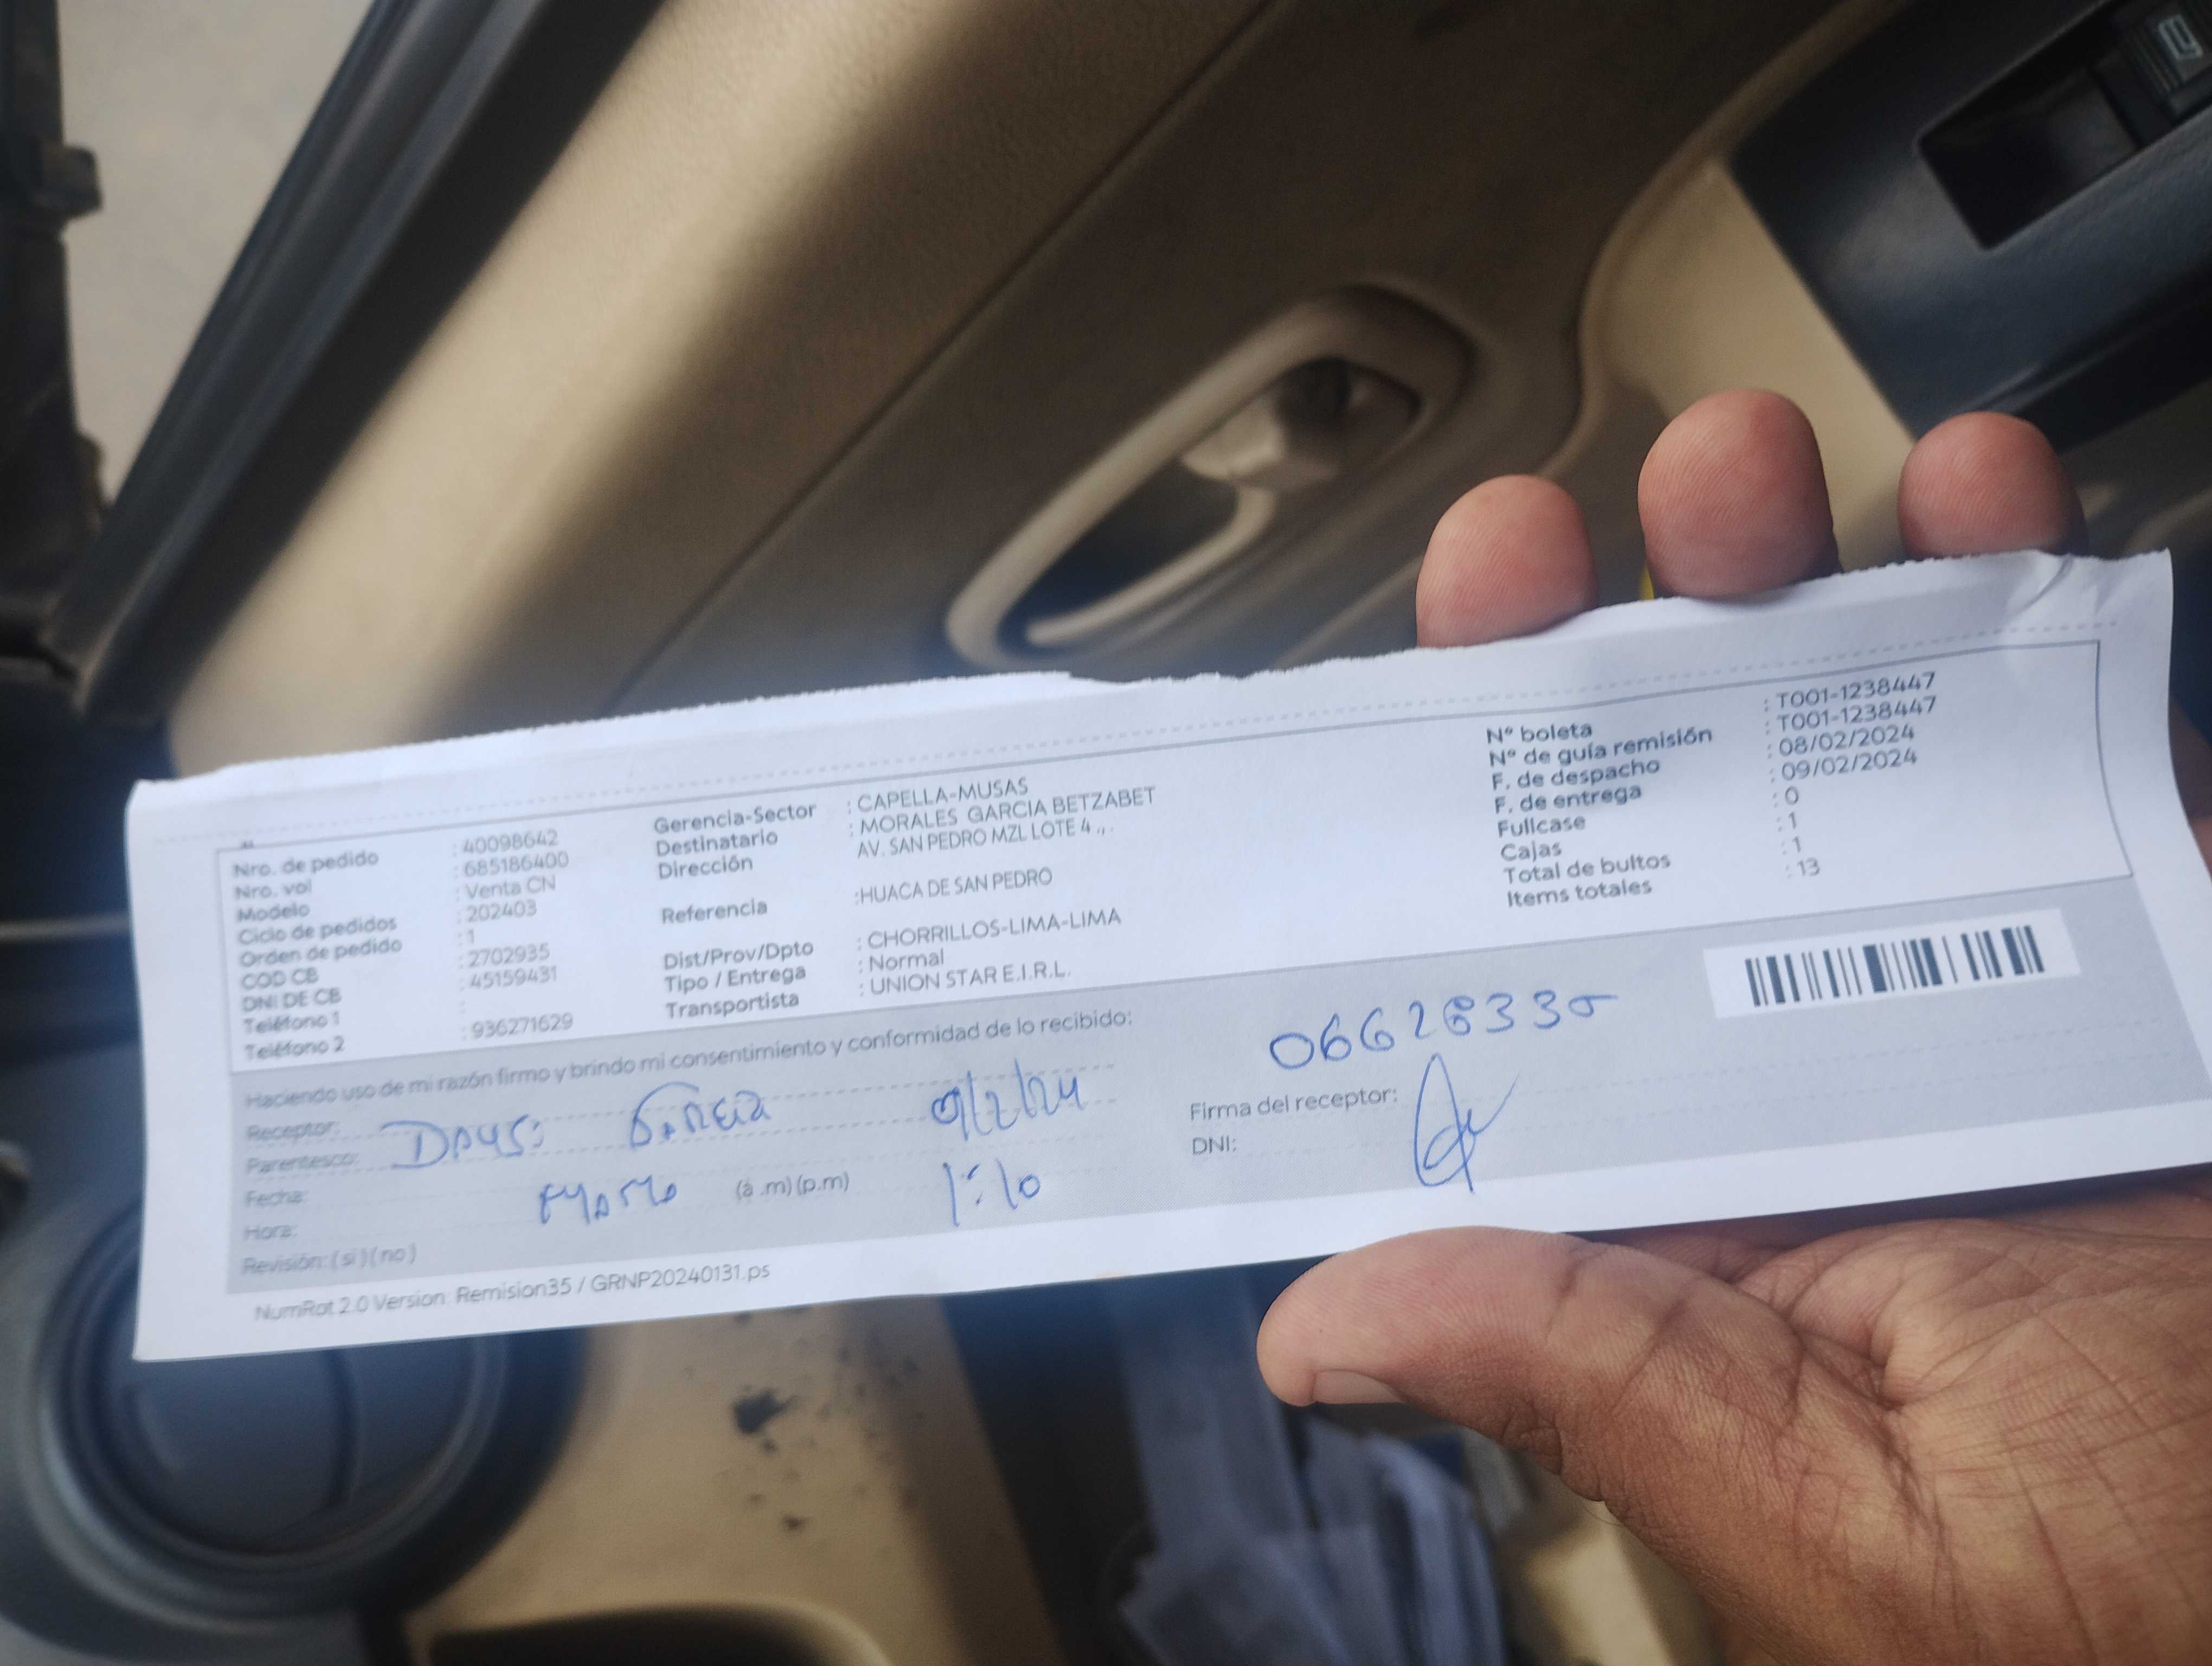 Nro. de pedido : 40098642
Nro. vol : 685186400
Modelo : Venta CN
Ciclo de pedidos : 202403
Orden de pedido : 1
COD CB : 2702935
DNI DE CB : 45159431
Teléfono 1 :
Teléfono 2 : 936271629
Gerencia-Sector : CAPELLA-MUSAS
Destinatario : MORALES GARCIA BETZABET
Dirección AV. SAN PEDRO MZL LOTE 4 .,. .
Referencia :HUACA DE SAN PEDRO
Dist/Prov/Dpto : CHORRILLOS-LIMA-LIMA
Tipo / Entrega : Normal
Transportista : UNION STAR E.I.R.L.
Nº boleta : T001-1238447
Nº de guía remisión : T001-1238447
F. de despacho : 08/02/2024
F. de entrega : 09/02/2024
Fullcase : 0
Cajas : 1
Total de bultos : 1
Items totales : 13
Haciendo uso de mi razón firmo y brindo mi consentimiento y conformidad de lo recibido:
Receptor:
Parentesco: García 9/2/24
Fecha:
Hora: (a .m) (p.m) 1:10
Revisión: ( si ) ( no )
Firma del receptor:
DNI:
NumRot 2.0 Version: Remision35 / GRNP20240131.ps